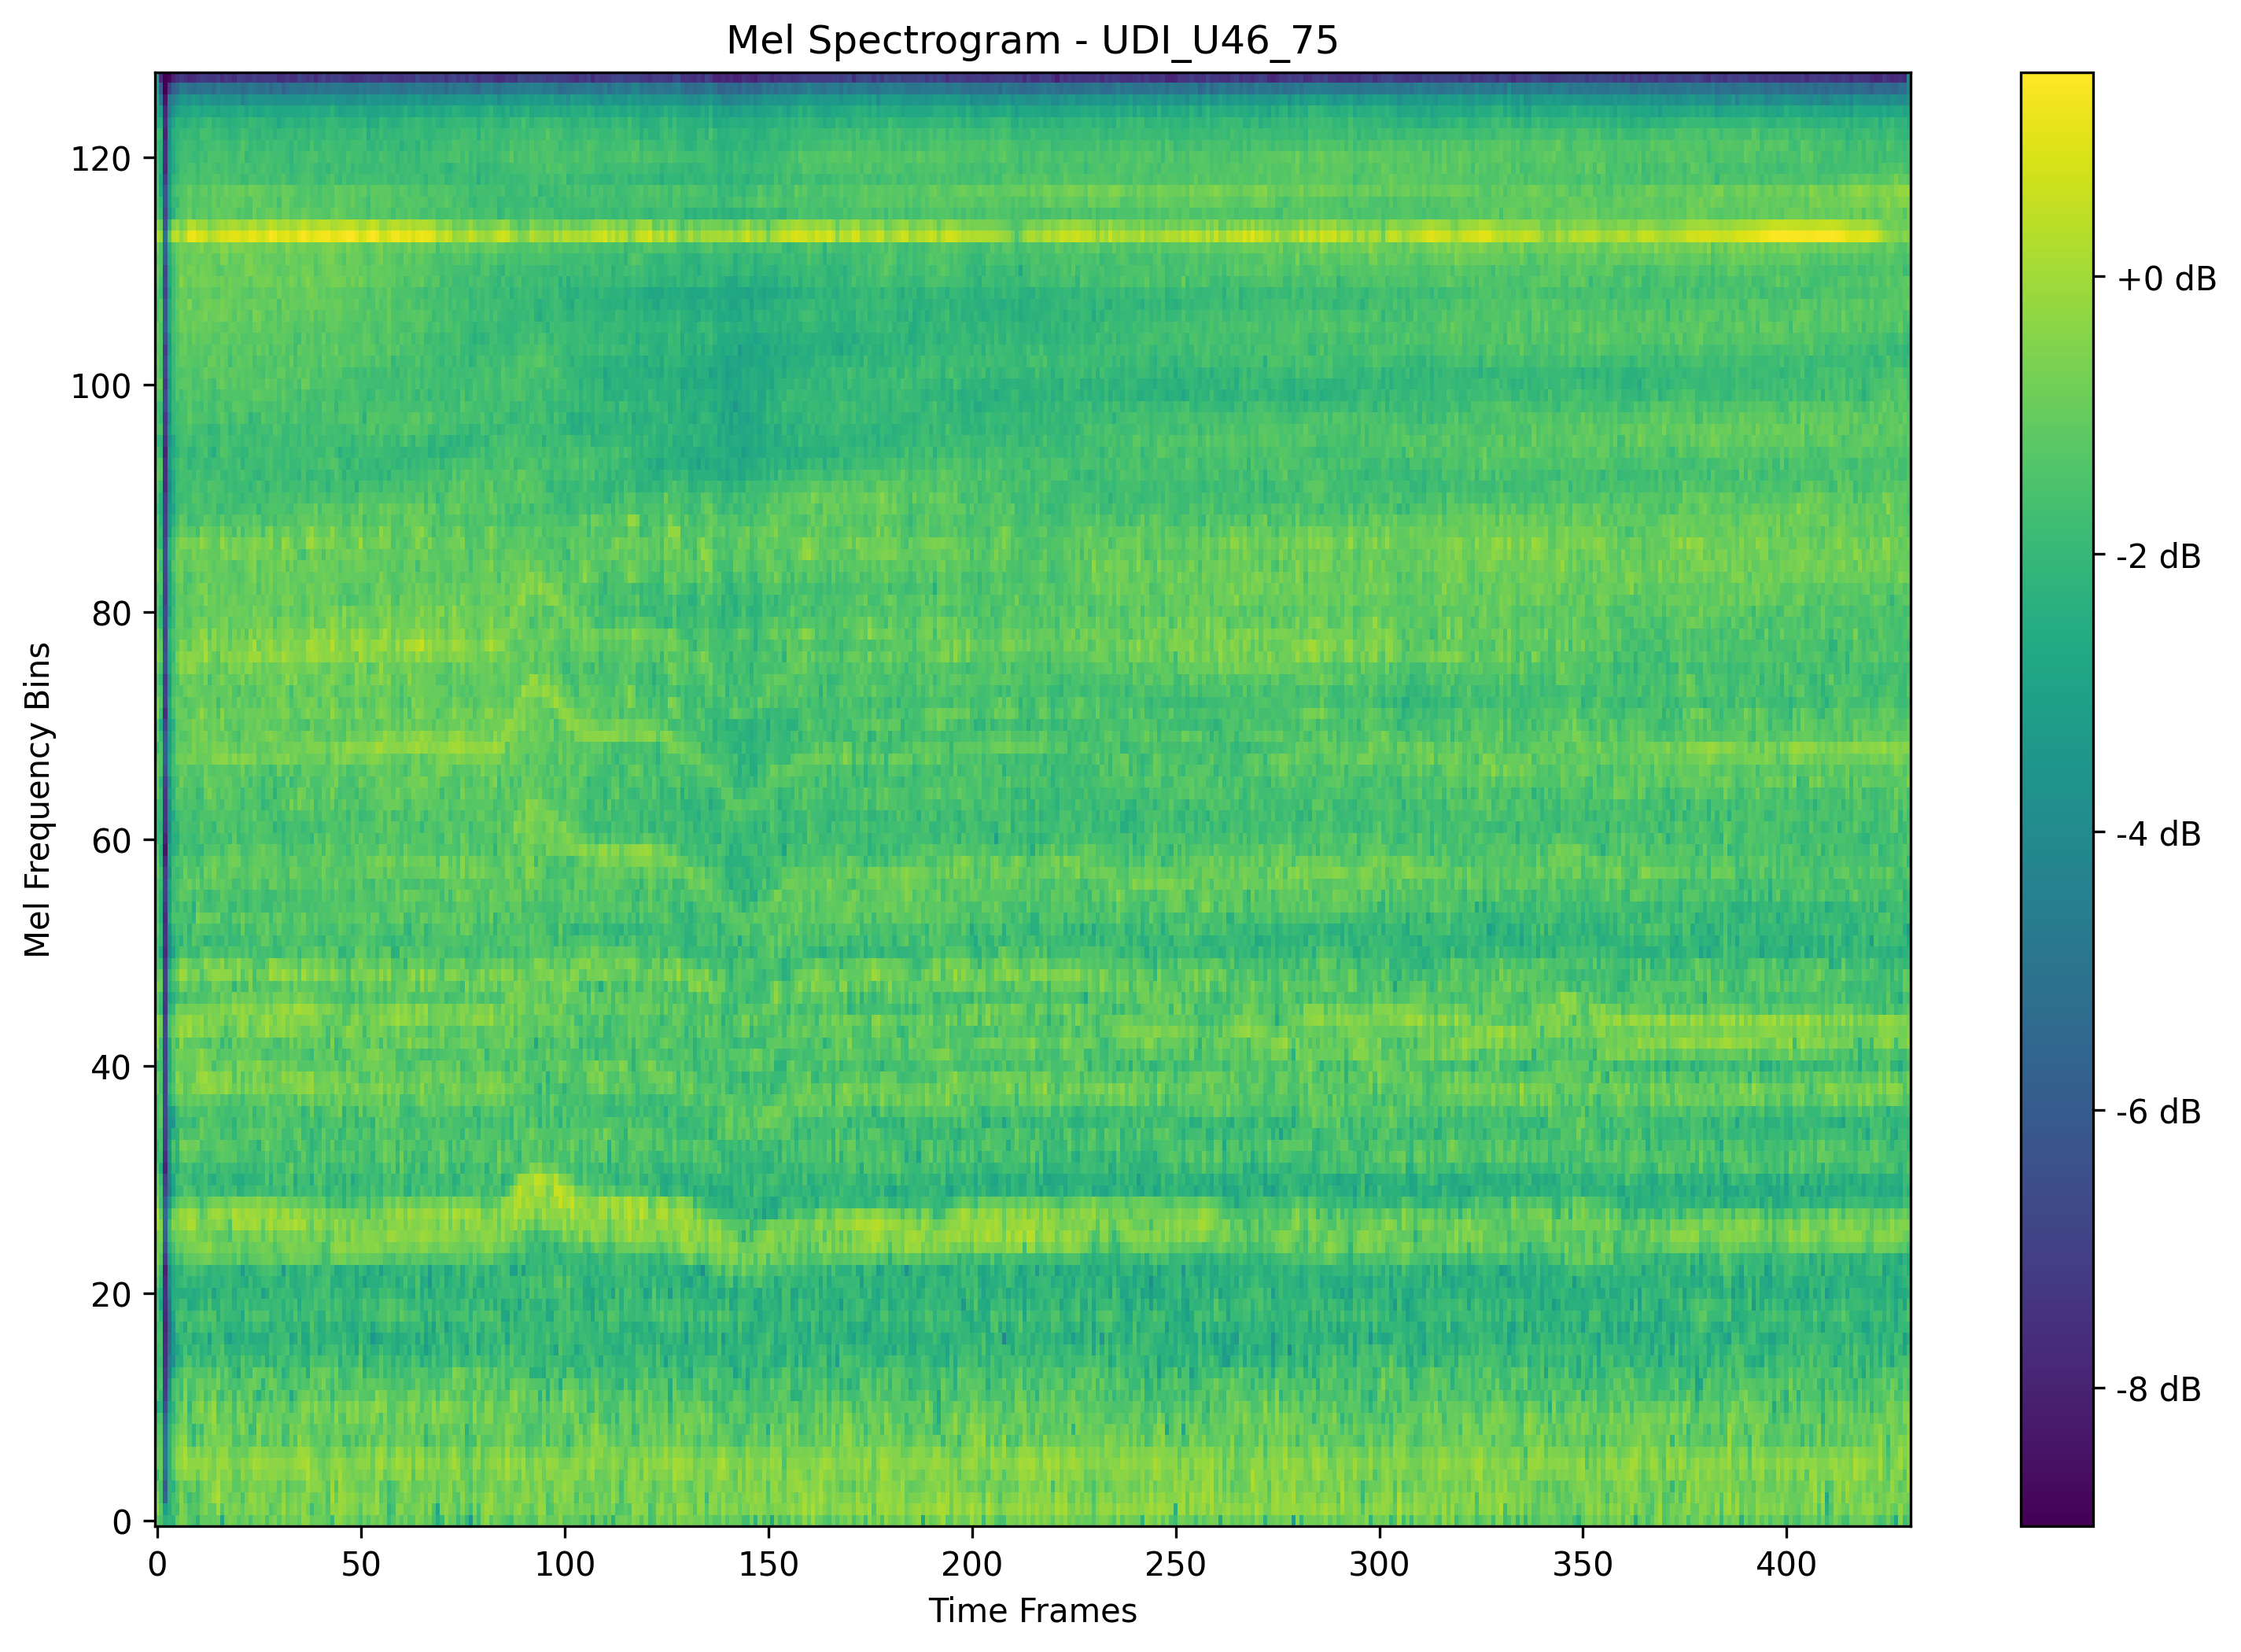 Mel Spectrogram - UDI_U46_75
Mel Frequency Bins
120
100
80
60
40
20
0
0 50 100 150 200 250 300 350 400
Time Frames
+0 dB
-2 dB
-4 dB
-6 dB
-8 dB